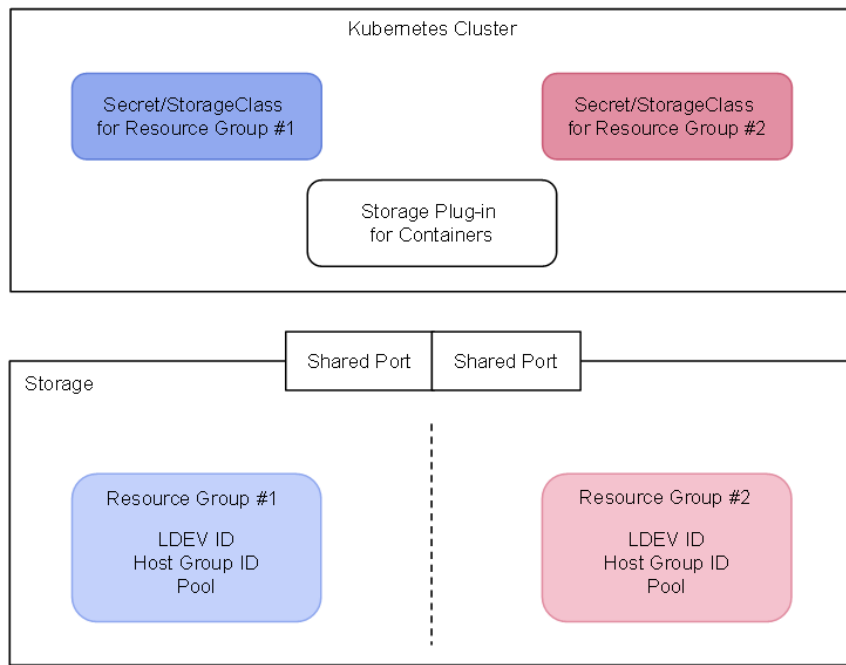 Kubernetes Cluster
Secret/StorageClass
for Resource Group #1
Secret/StorageClass
for Resource Group #2
Storage Plug-in
for Containers
Shared Port
Shared Port
Storage
Resource Group #1
LDEV ID
Host Group ID
Pool
Resource Group #2
LDEV ID
Host Group ID
Pool